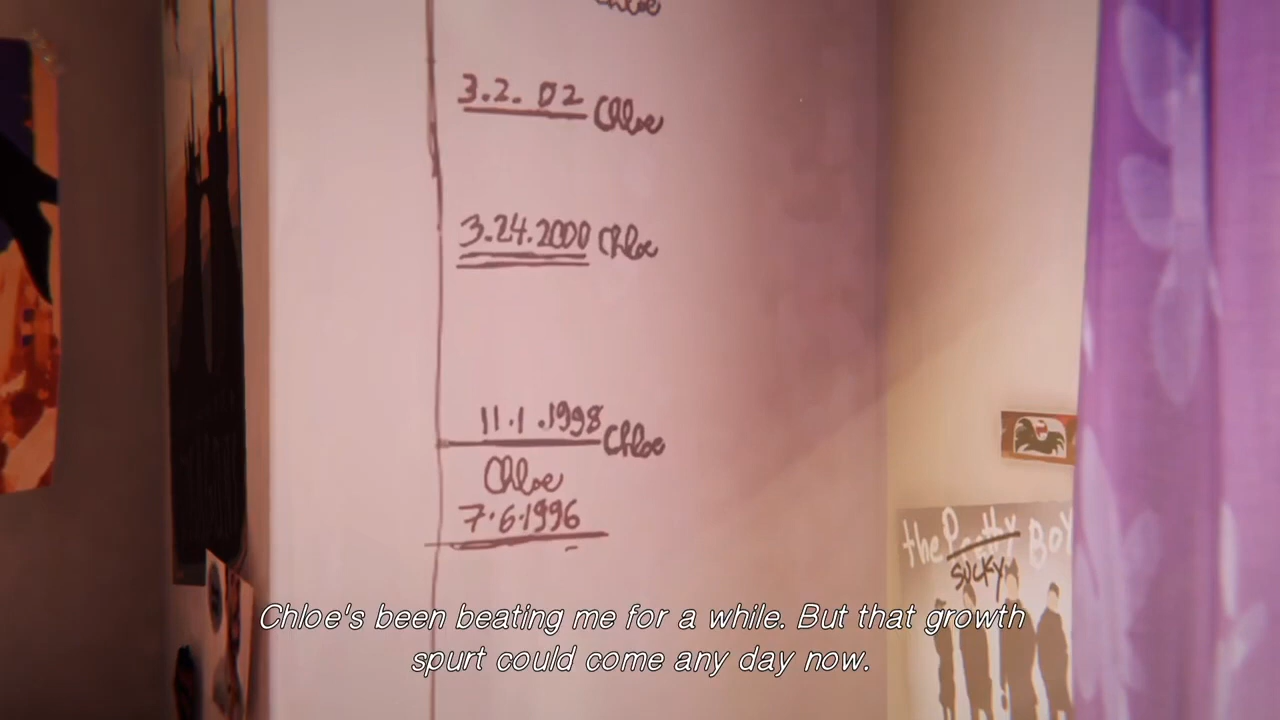 Chloe
3.2.02 Chloe
3.24.2000 Chloe
11.1.1998 Chloe
Chloe
7.6.1996
the Pretty BOY
SUCKY
Chloe's been beating me for a while. But that growth
spurt could come any day now.